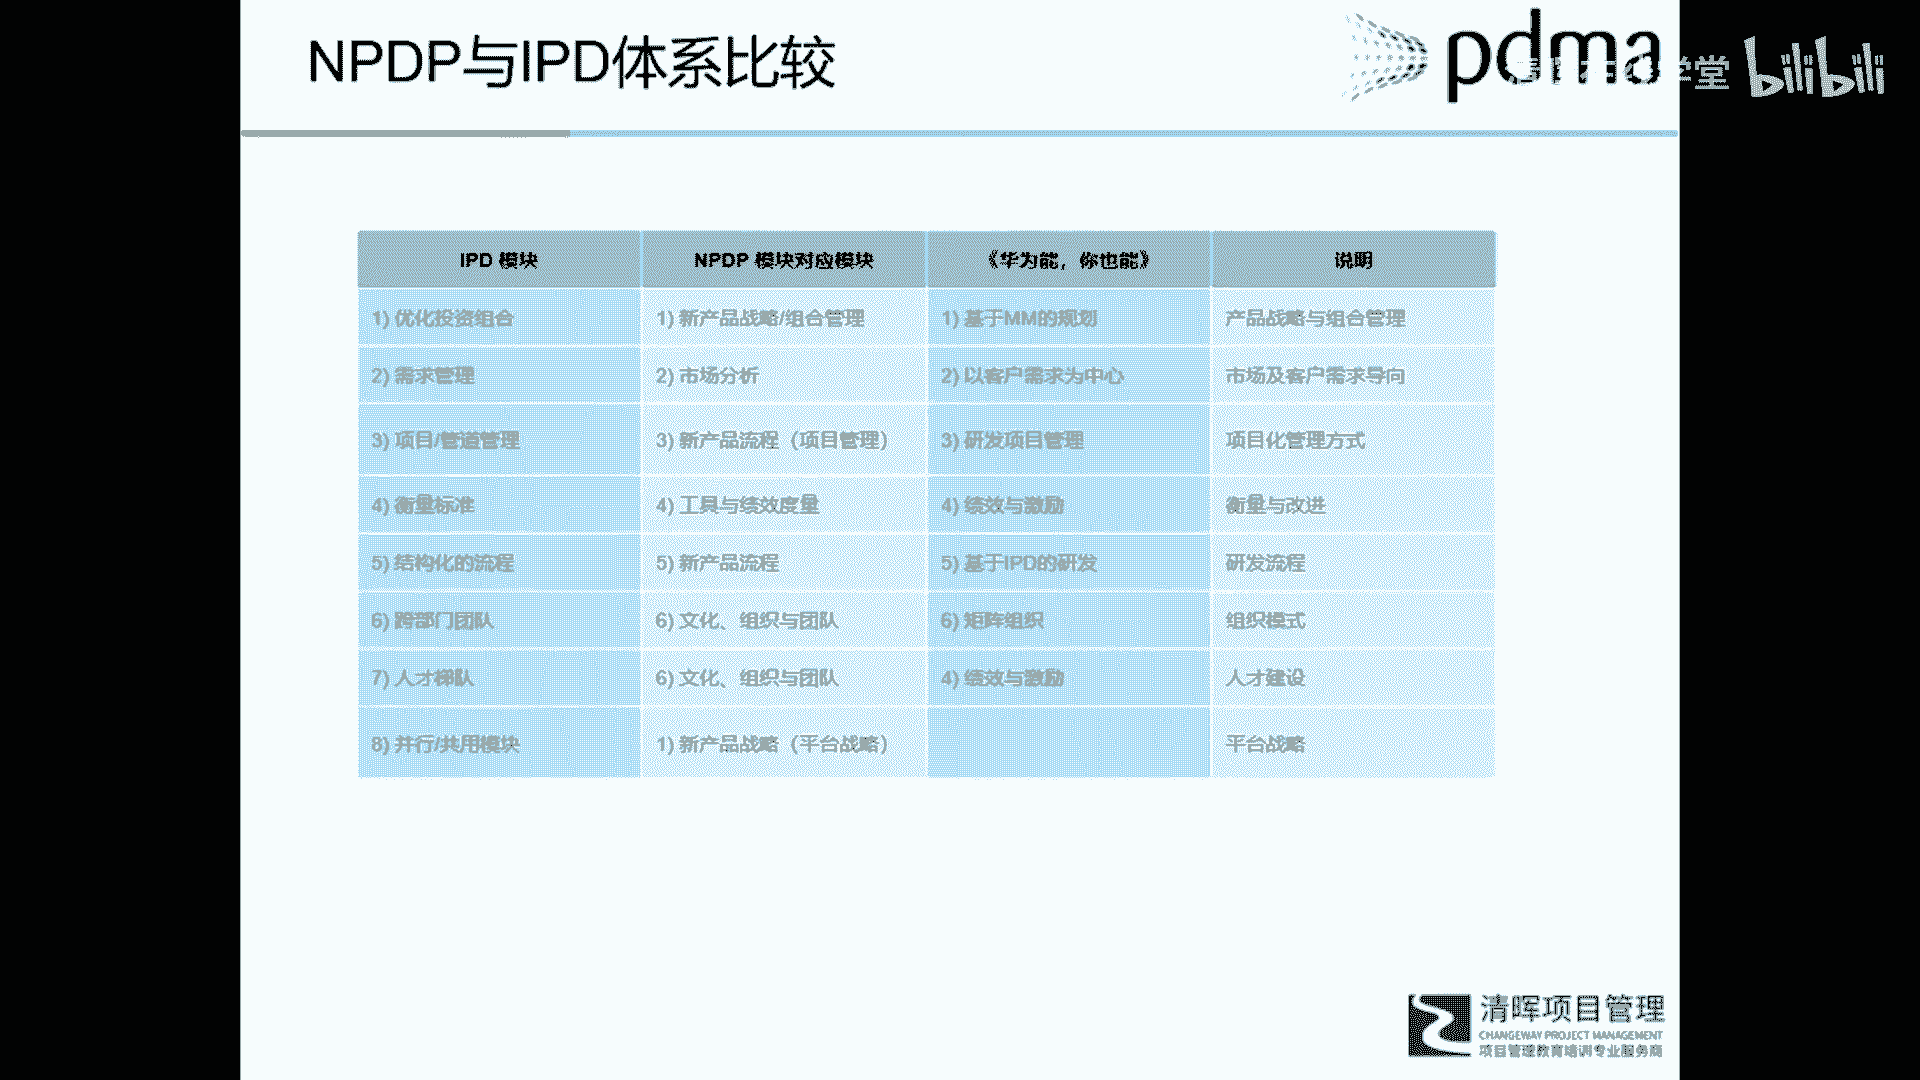 NPDP与IPD体系比较
pdma
学堂 bilibili
IPD 模块 NPDP 模块对应模块 《华为能，你也能》 说明
1) 优化投资组合 1) 新产品战略/组合管理 1) 基于MM的规划 产品战略与组合管理
2) 需求管理 2) 市场分析 2) 以客户需求为中心 市场及客户需求导向
3) 项目/管道管理 3) 新产品流程（项目管理） 3) 研发项目管理 项目化管理方式
4) 衡量标准 4) 工具与绩效度量 4) 绩效与激励 衡量与改进
5) 结构化的流程 5) 新产品流程 5) 基于IPD的研发 研发流程
6) 跨部门团队 6) 文化、组织与团队 6) 矩阵组织 组织模式
7) 人才梯队 6) 文化、组织与团队 4) 绩效与激励 人才建设
8) 并行/共用模块 1) 新产品战略（平台战略） 平台战略
清晖项目管理
CHANGEWAY PROJECT MANAGEMENT
项目管理教育培训专业服务商